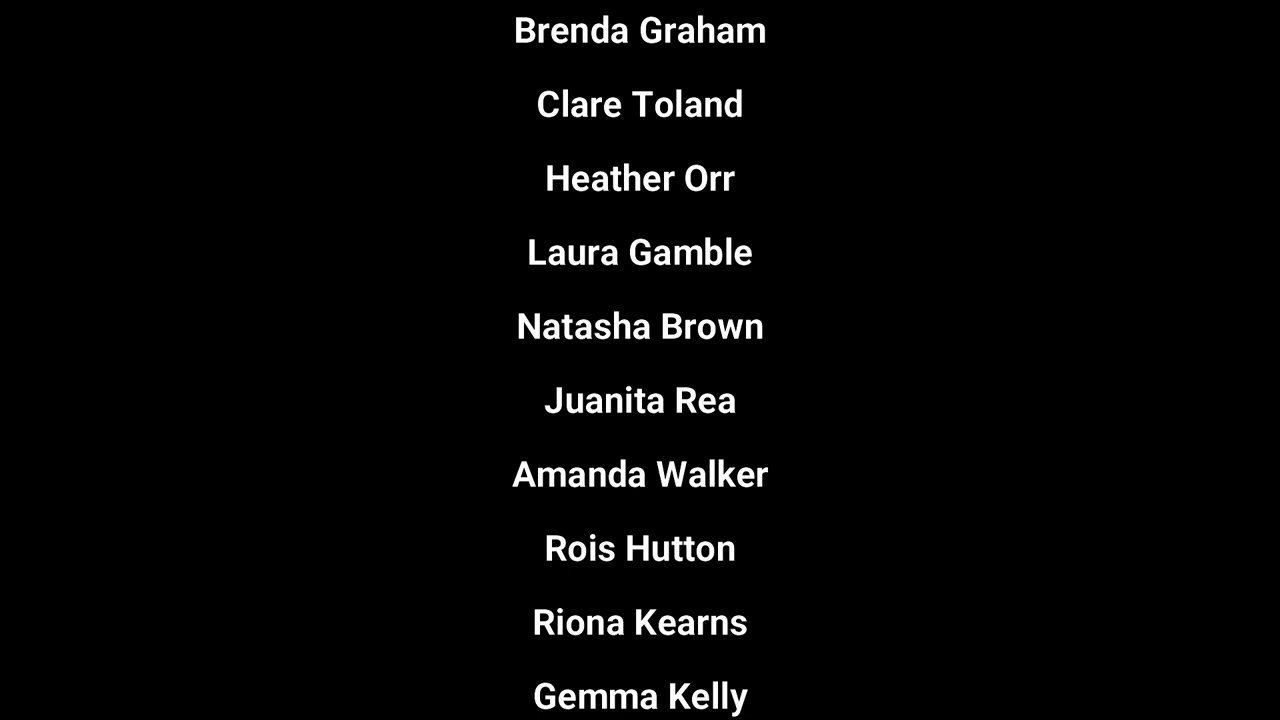 Brenda Graham
Clare Toland
Heather Orr
Laura Gamble
Natasha Brown
Juanita Rea
Amanda Walker
Rois Hutton
Riona Kearns
Gemma Kelly